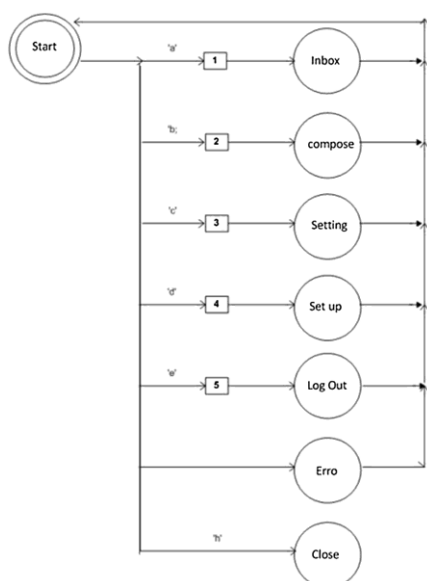 Start
'a'
1
Inbox
'b;
2
compose
'c'
3
Setting
'd'
4
Set up
'e'
5
Log Out
Erro
'h'
Close